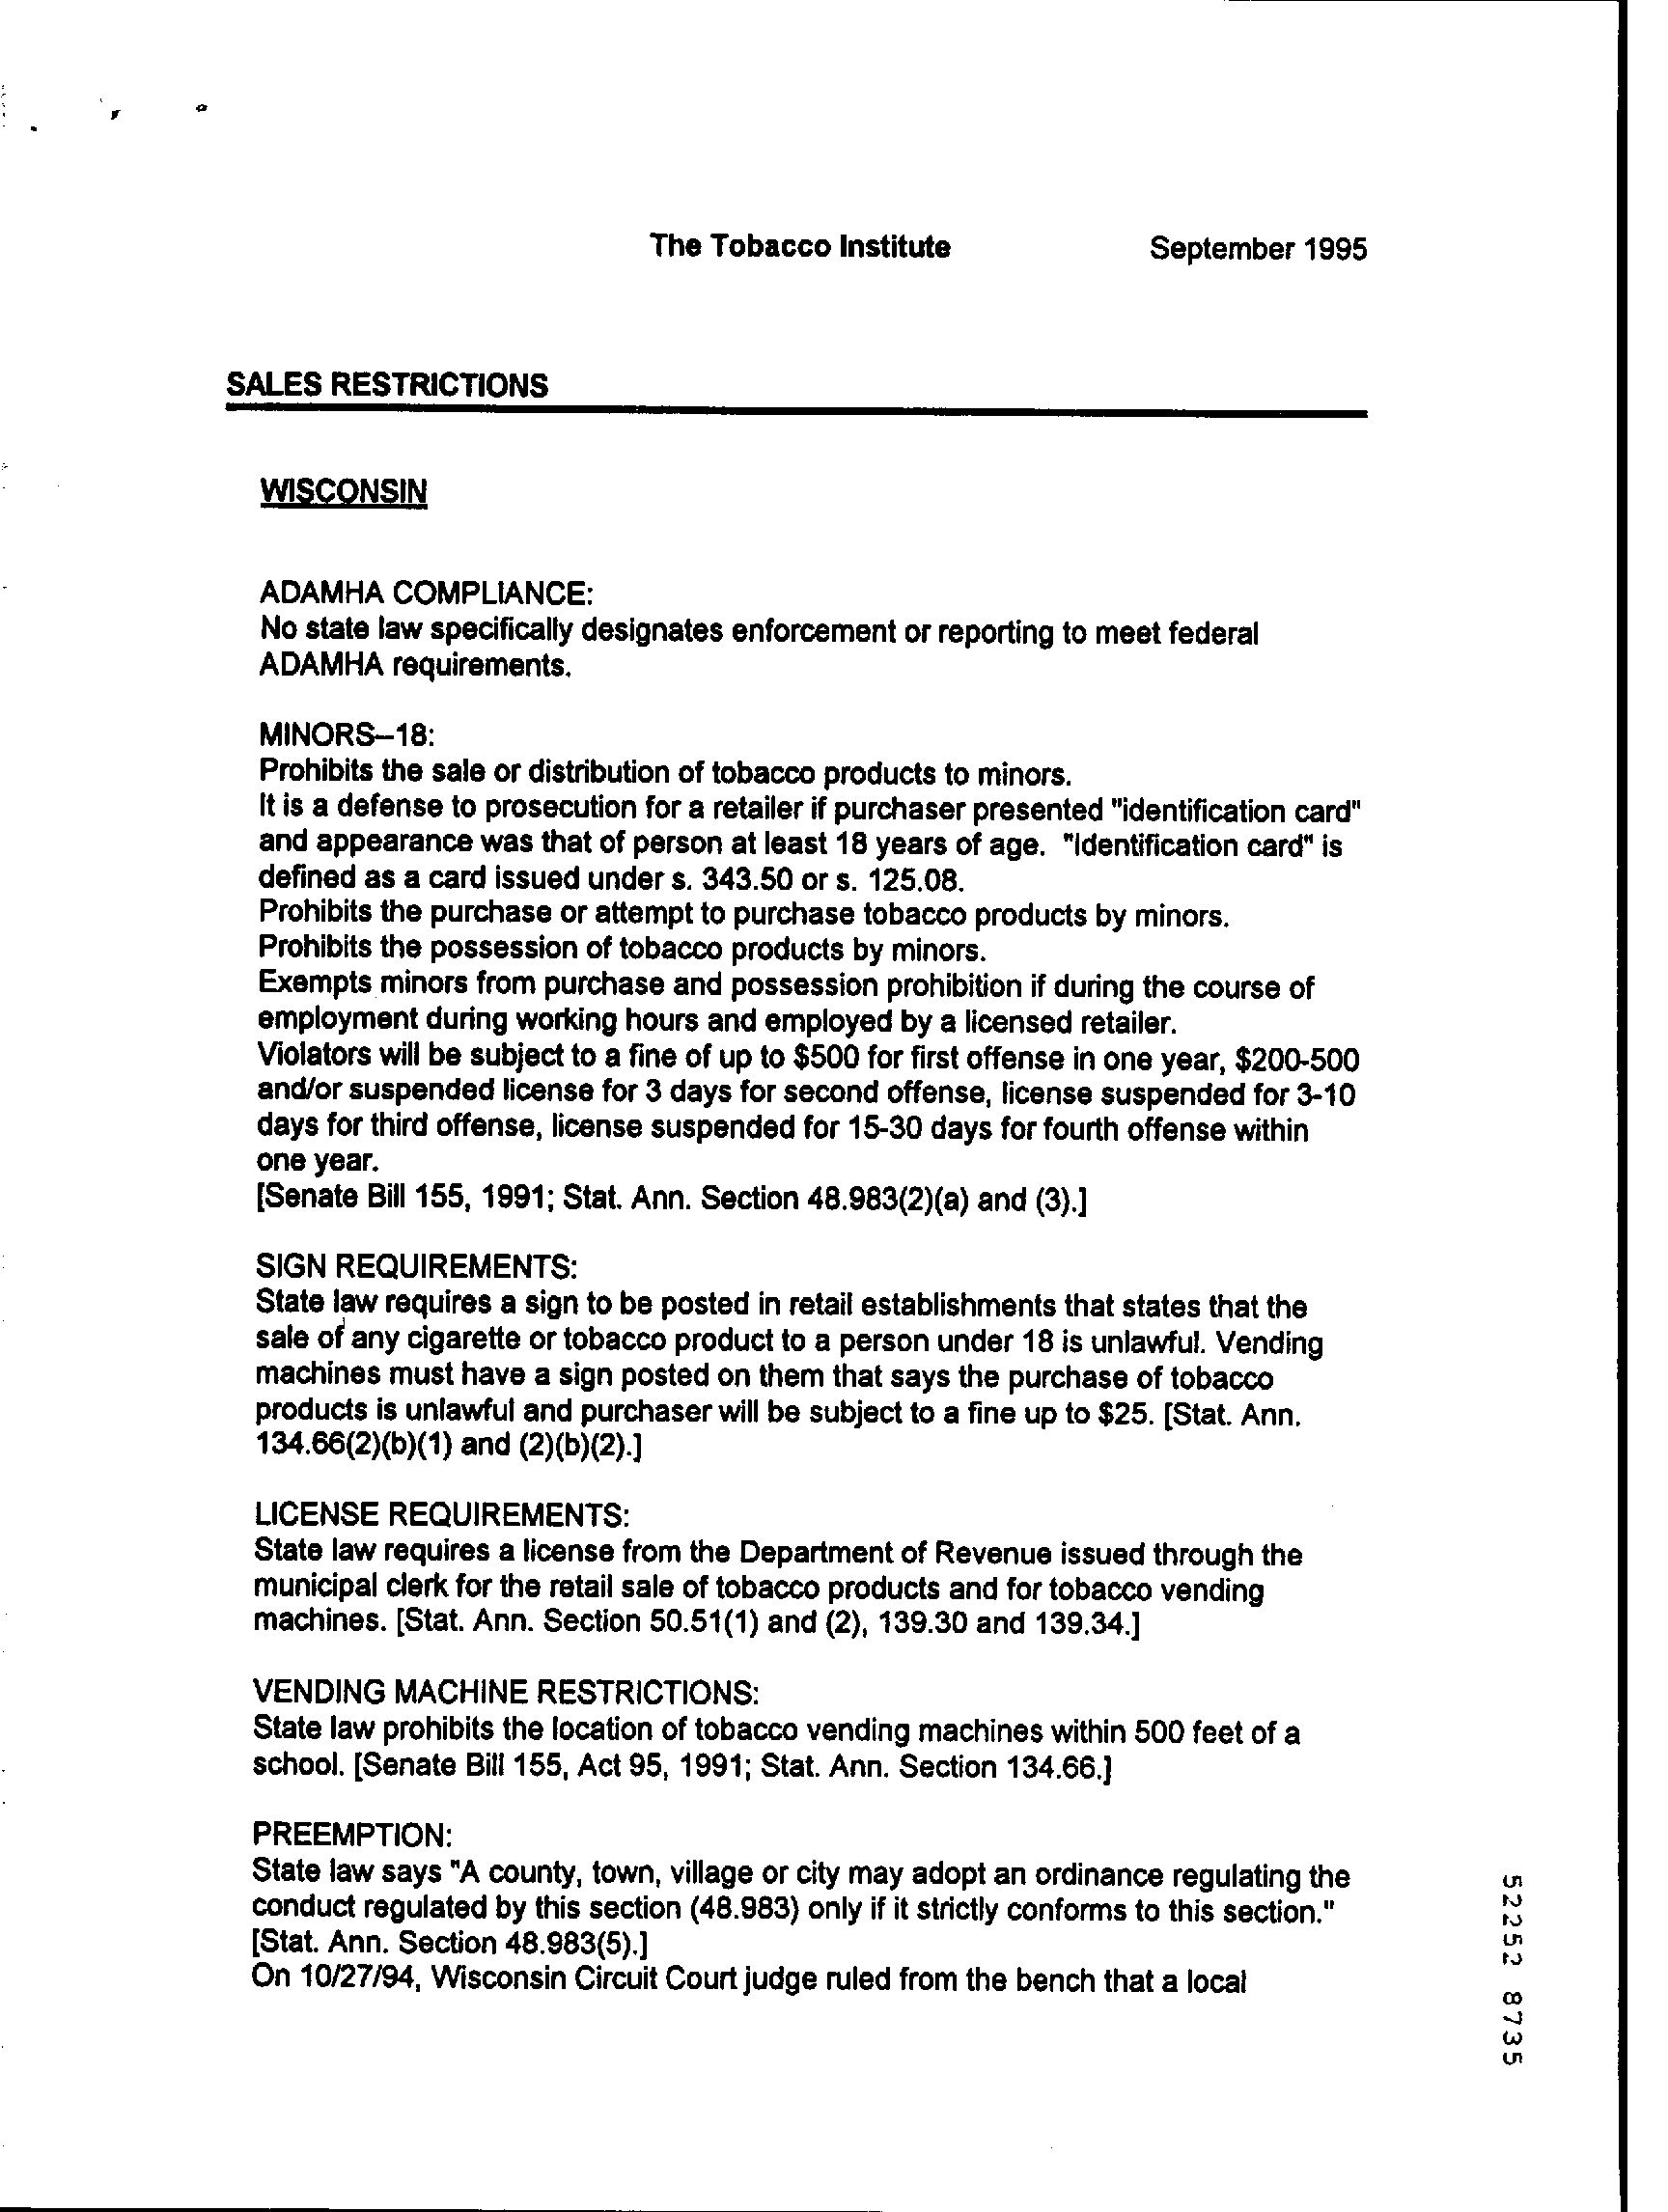 The Tobacco Institute September 1995
SALES RESTRICTIONS
WISCONSIN
ADAMHA COMPLIANCE:
No state law specifically designates enforcement or reporting to meet federal
ADAMHA requirements.
MINORS--18:
Prohibits the sale or distribution of tobacco products to minors.
It is a defense to prosecution for a retailer if purchaser presented "identification card"
and appearance was that of person at least 18 years of age. "Identification card" is
defined as a card issued under s. 343.50 or s. 125.08.
Prohibits the purchase or attempt to purchase tobacco products by minors.
Prohibits the possession of tobacco products by minors.
Exempts minors from purchase and possession prohibition if during the course of
employment during working hours and employed by a licensed retailer.
Violators will be subject to a fine of up to $500 for first offense in one year, $200-500
and/or suspended license for 3 days for second offense, license suspended for 3-10
days for third offense, license suspended for 15-30 days for fourth offense within
one year.
[Senate Bill 155, 1991; Stat. Ann. Section 48.983(2)(a) and (3).]
SIGN REQUIREMENTS:
State law requires a sign to be posted in retail establishments that states that the
sale of any cigarette or tobacco product to a person under 18 is unlawful. Vending
machines must have a sign posted on them that says the purchase of tobacco
products is unlawful and purchaser will be subject to a fine up to $25. [Stat. Ann.
134.66(2)(b)(1) and (2)(b)(2).]
LICENSE REQUIREMENTS:
State law requires a license from the Department of Revenue issued through the
municipal clerk for the retail sale of tobacco products and for tobacco vending
machines. [Stat. Ann. Section 50.51(1) and (2), 139.30 and 139.34.]
VENDING MACHINE RESTRICTIONS:
State law prohibits the location of tobacco vending machines within 500 feet of a
school. [Senate Bill 155, Act 95, 1991; Stat. Ann. Section 134.66.]
PREEMPTION:
State law says "A county, town, village or city may adopt an ordinance regulating the
conduct regulated by this section (48.983) only if it strictly conforms to this section."
[Stat. Ann. Section 48.983(5).]
On 10/27/94, Wisconsin Circuit Court judge ruled from the bench that a local
52252 8735